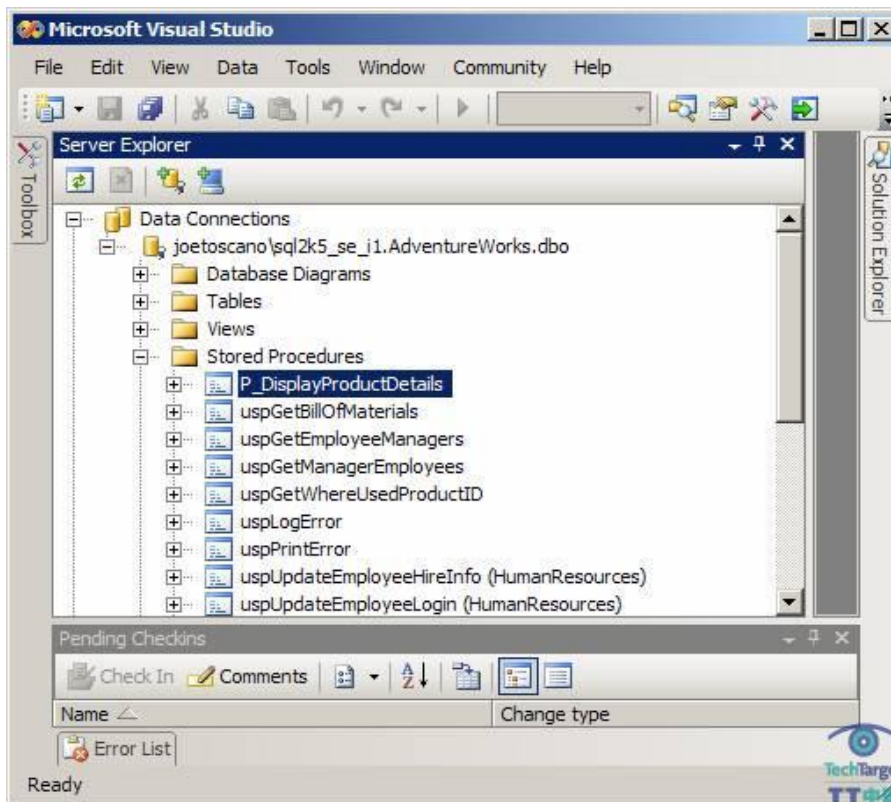 Microsoft Visual Studio
File Edit View Data Tools Window Community Help
Toolbox
Server Explorer
Solution Explorer
Data Connections
joetoscano\sql2k5_se_i1.AdventureWorks.dbo
Database Diagrams
Tables
Views
Stored Procedures
P_DisplayProductDetails
uspGetBillOfMaterials
uspGetEmployeeManagers
uspGetManagerEmployees
uspGetWhereUsedProductID
uspLogError
uspPrintError
uspUpdateEmployeeHireInfo (HumanResources)
uspUpdateEmployeeLogin (HumanResources)
Pending Checkins
Check In Comments
Name Change type
Error List
Ready
TechTarge